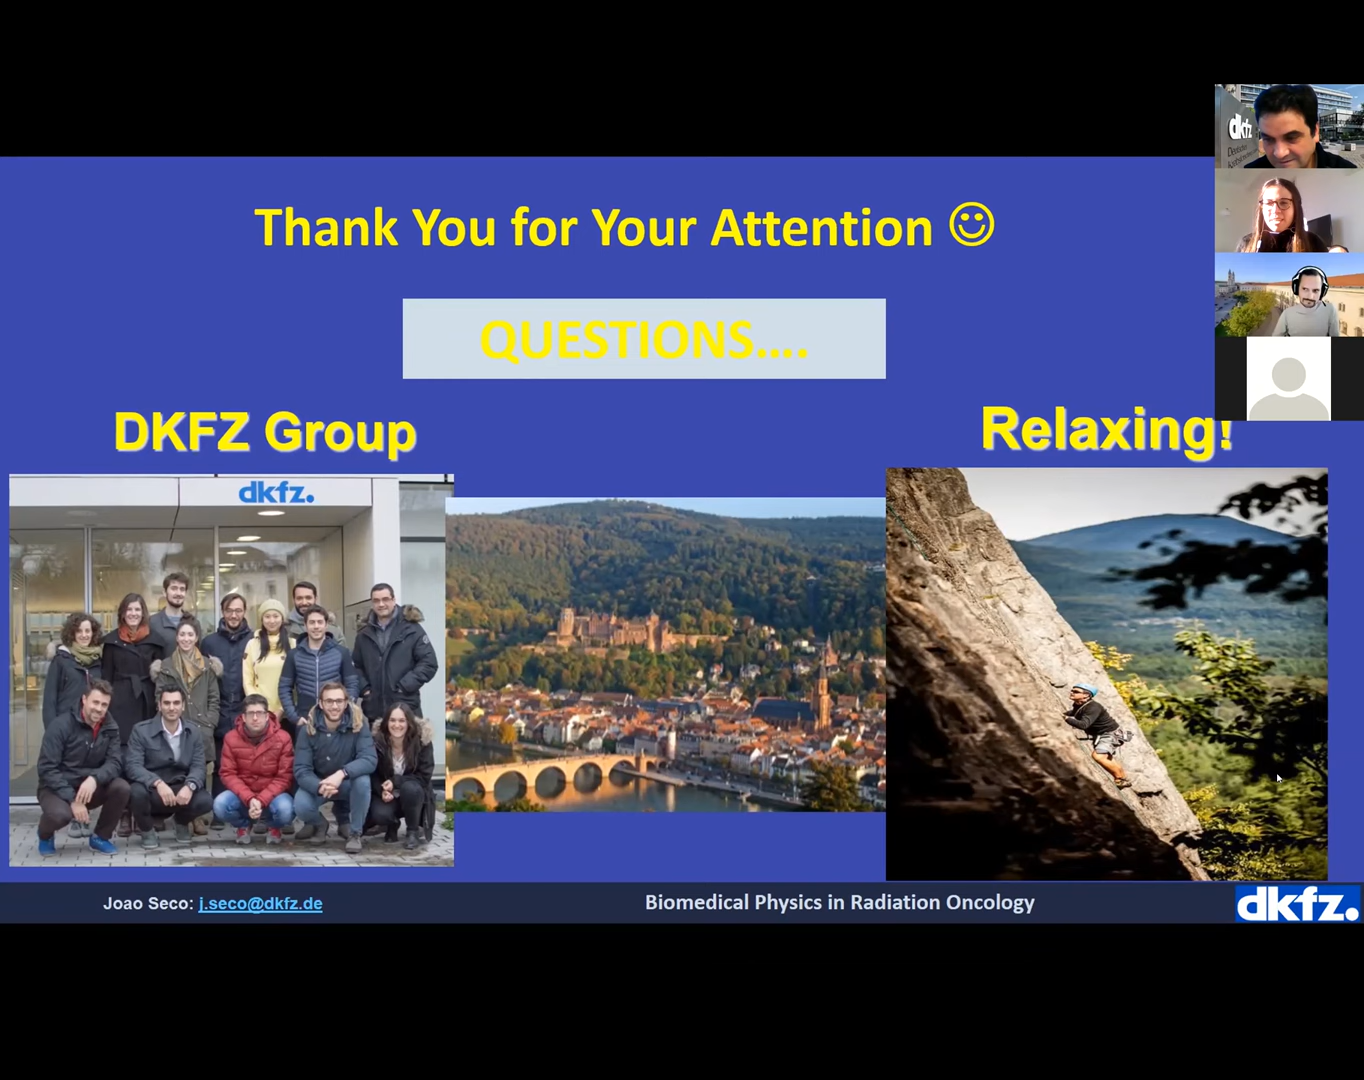 Thank You for Your Attention ☺
QUESTIONS....
DKFZ Group
Relaxing!
dkfz.
dkfz
Joao Seco: j.seco@dkfz.de
Biomedical Physics in Radiation Oncology
dkfz.